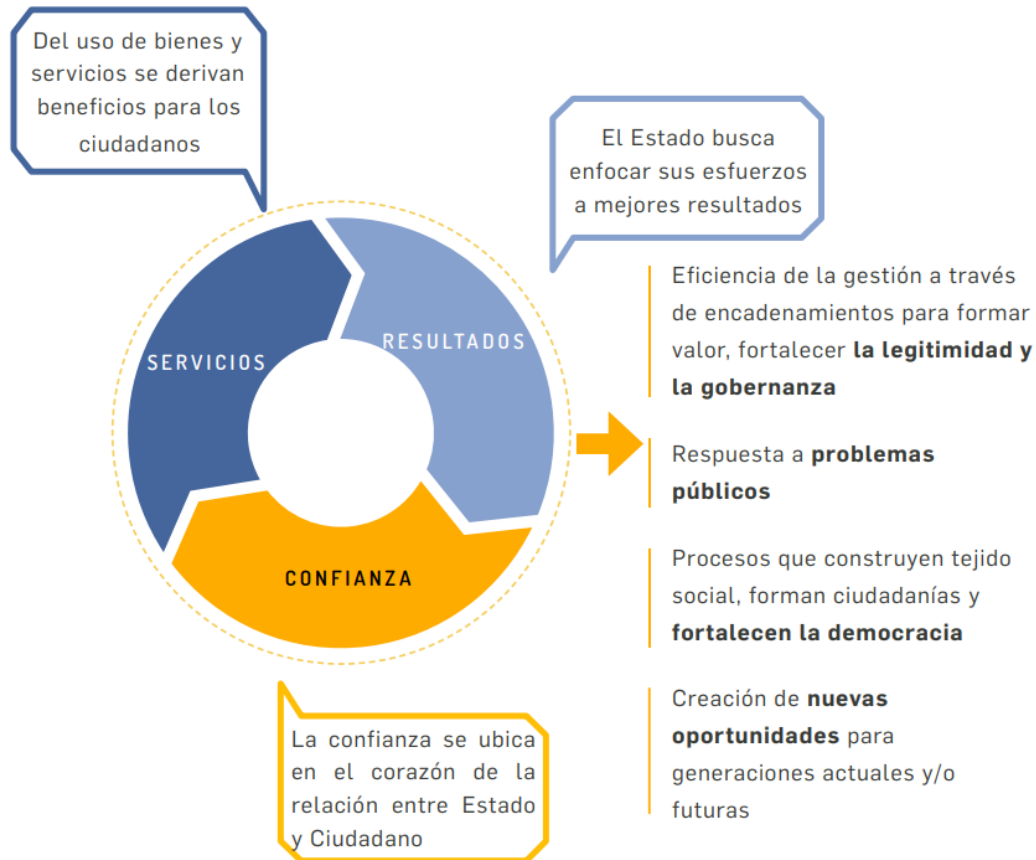 Del uso de bienes y
servicios se derivan
beneficios para los
ciudadanos
El Estado busca
enfocar sus esfuerzos
a mejores resultados
SERVICIOS
RESULTADOS
CONFIANZA
La confianza se ubica
en el corazón de la
relación entre Estado
y Ciudadano
Eficiencia de la gestión a través
de encadenamientos para formar
valor, fortalecer la legitimidad y
la gobernanza
Respuesta a problemas
públicos
Procesos que construyen tejido
social, forman ciudadanías y
fortalecen la democracia
Creación de nuevas
oportunidades para
generaciones actuales y/o
futuras